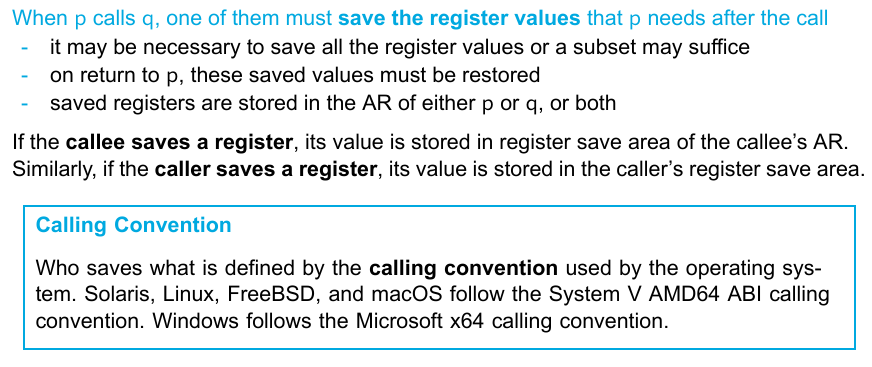 When p calls q, one of them must save the register values that p needs after the call
- it may be necessary to save all the register values or a subset may suffice
- on return to p, these saved values must be restored
- saved registers are stored in the AR of either p or q, or both
If the callee saves a register, its value is stored in register save area of the callee's AR.
Similarly, if the caller saves a register, its value is stored in the caller's register save area.
Calling Convention
Who saves what is defined by the calling convention used by the operating sys-
tem. Solaris, Linux, FreeBSD, and macOS follow the System V AMD64 ABI calling
convention. Windows follows the Microsoft x64 calling convention.